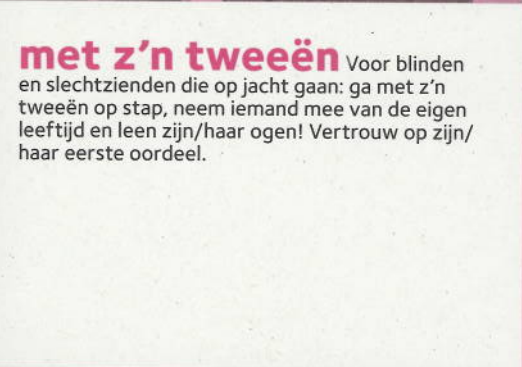 met z'n tweeën Voor blinden
en slechtzienden die op jacht gaan: ga met z'n
tweeën op stap, neem iemand mee van de eigen
leeftijd en leen zijn/haar ogen! Vertrouw op zijn/
haar eerste oordeel.